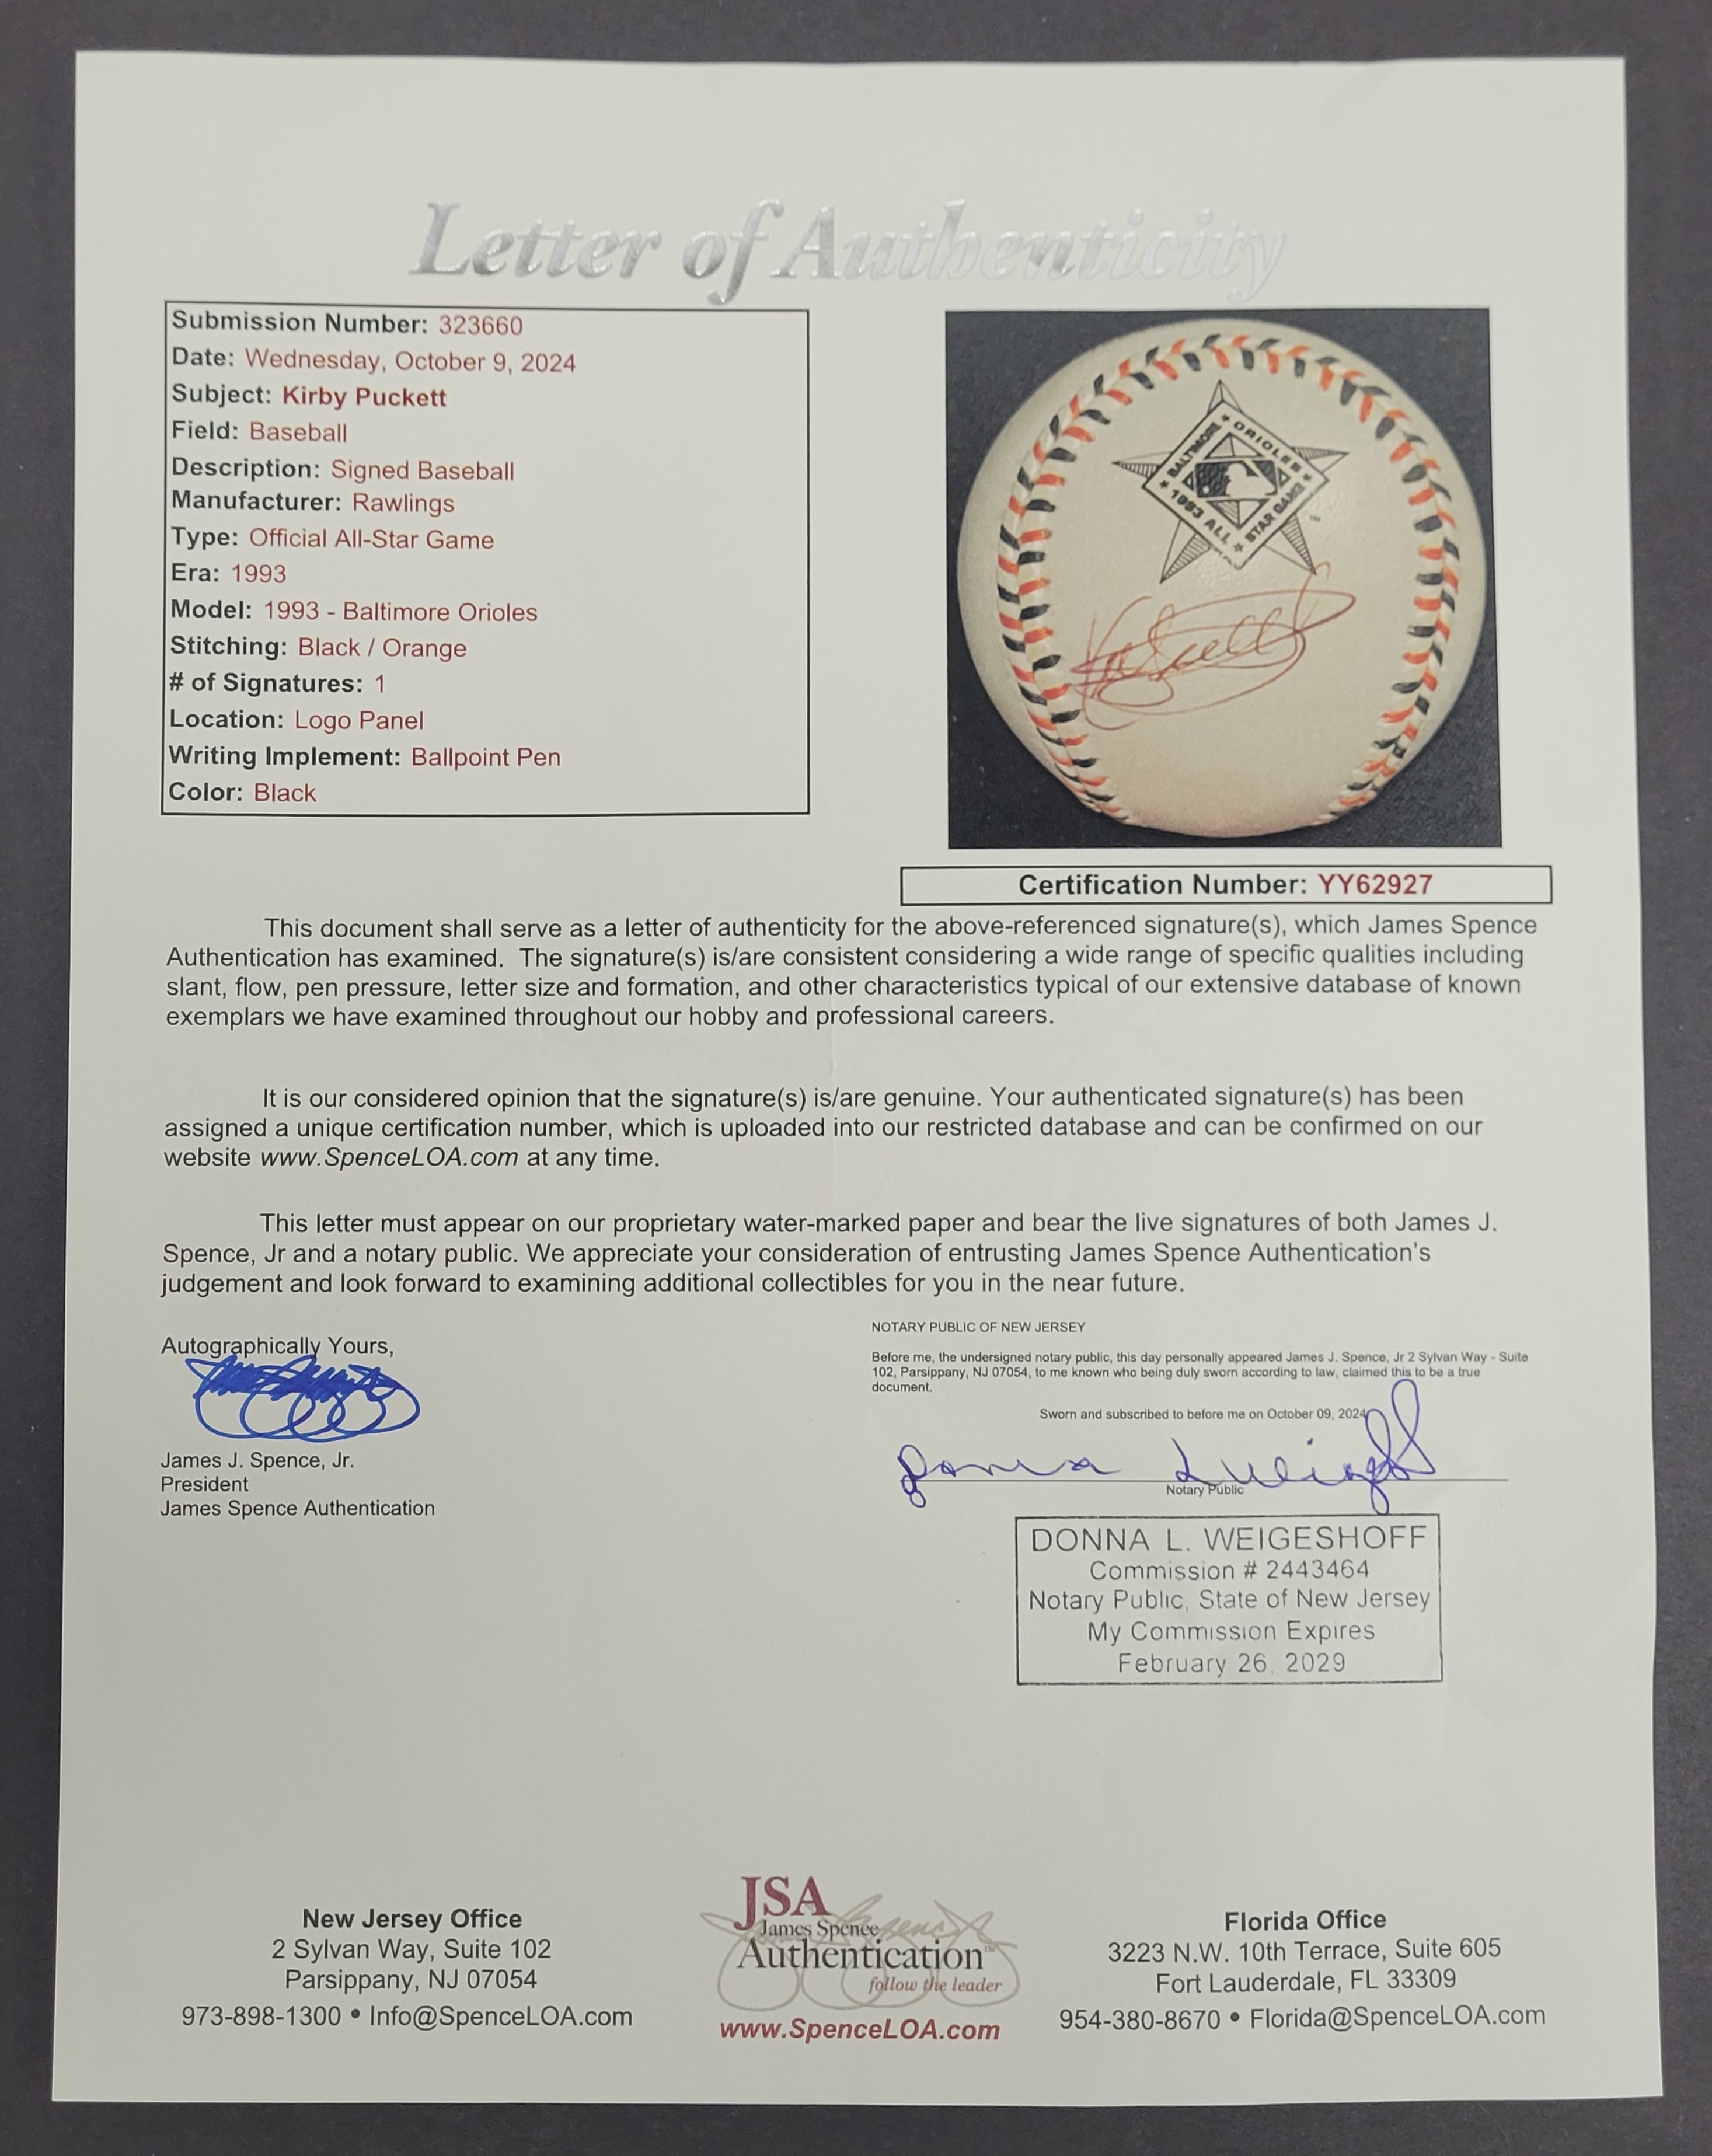 Letter of Authenticity
Submission Number: 323660
Date: Wednesday, October 9, 2024
Subject: Kirby Puckett
Field: Baseball
Description: Signed Baseball
Manufacturer: Rawlings
Type: Official All-Star Game
Era: 1993
Model: 1993 - Baltimore Orioles
Stitching: Black / Orange
# of Signatures: 1
Location: Logo Panel
Writing Implement: Ballpoint Pen
Color: Black
BALTIMORE ★ ORIOLES
★ 1993 ALL ★ STAR GAME ★
TM
Certification Number: YY62927
This document shall serve as a letter of authenticity for the above-referenced signature(s), which James Spence
Authentication has examined. The signature(s) is/are consistent considering a wide range of specific qualities including
slant, flow, pen pressure, letter size and formation, and other characteristics typical of our extensive database of known
exemplars we have examined throughout our hobby and professional careers.
It is our considered opinion that the signature(s) is/are genuine. Your authenticated signature(s) has been
assigned a unique certification number, which is uploaded into our restricted database and can be confirmed on our
website www.SpenceLOA.com at any time.
This letter must appear on our proprietary water-marked paper and bear the live signatures of both James J.
Spence, Jr and a notary public. We appreciate your consideration of entrusting James Spence Authentication's
judgement and look forward to examining additional collectibles for you in the near future.
Autographically Yours,
James J. Spence, Jr.
President
James Spence Authentication
NOTARY PUBLIC OF NEW JERSEY
Before me, the undersigned notary public, this day personally appeared James J. Spence, Jr 2 Sylvan Way - Suite
102, Parsippany, NJ 07054, to me known who being duly sworn according to law, claimed this to be a true
document.
Sworn and subscribed to before me on October 09, 2024
Notary Public
DONNA L. WEIGESHOFF
Commission # 2443464
Notary Public, State of New Jersey
My Commission Expires
February 26, 2029
New Jersey Office
2 Sylvan Way, Suite 102
Parsippany, NJ 07054
973-898-1300 • Info@SpenceLOA.com
JSA
James Spence
Authentication™
follow the leader
www.SpenceLOA.com
Florida Office
3223 N.W. 10th Terrace, Suite 605
Fort Lauderdale, FL 33309
954-380-8670 • Florida@SpenceLOA.com